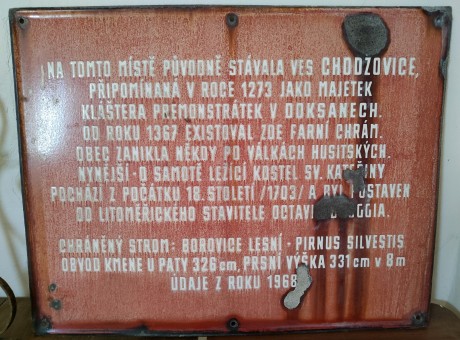 NA TOMTO MÍSTĚ PŮVODNĚ STÁVALA VES CHODZOVICE,
PŘIPOMÍNANÁ V ROCE 1273 JAKO MAJETEK
KLÁŠTERA PREMONSTRÁTEK V DOKSANECH.
OD ROKU 1367 EXISTOVAL ZDE FARNÍ CHRÁM.
OBEC ZANIKLA NĚKDY PO VÁLKÁCH HUSITSKÝCH.
NYNĚJŠÍ - O SAMOTĚ LEŽÍCÍ KOSTEL SV. KATEŘINY
POCHÁZÍ Z POČÁTKU 18. STOLETÍ /1703/ A BYL POSTAVEN
OD LITOMĚŘICKÉHO STAVITELE
CHRÁNĚNÝ STROM: BOROVICE LESNÍ - PIRNUS SILVESTIS
OBVOD KMENE U PATY 326 cm, PRSNÍ VÝŠKA 331 cm V 8 m
ÚDAJE Z ROKU 1968